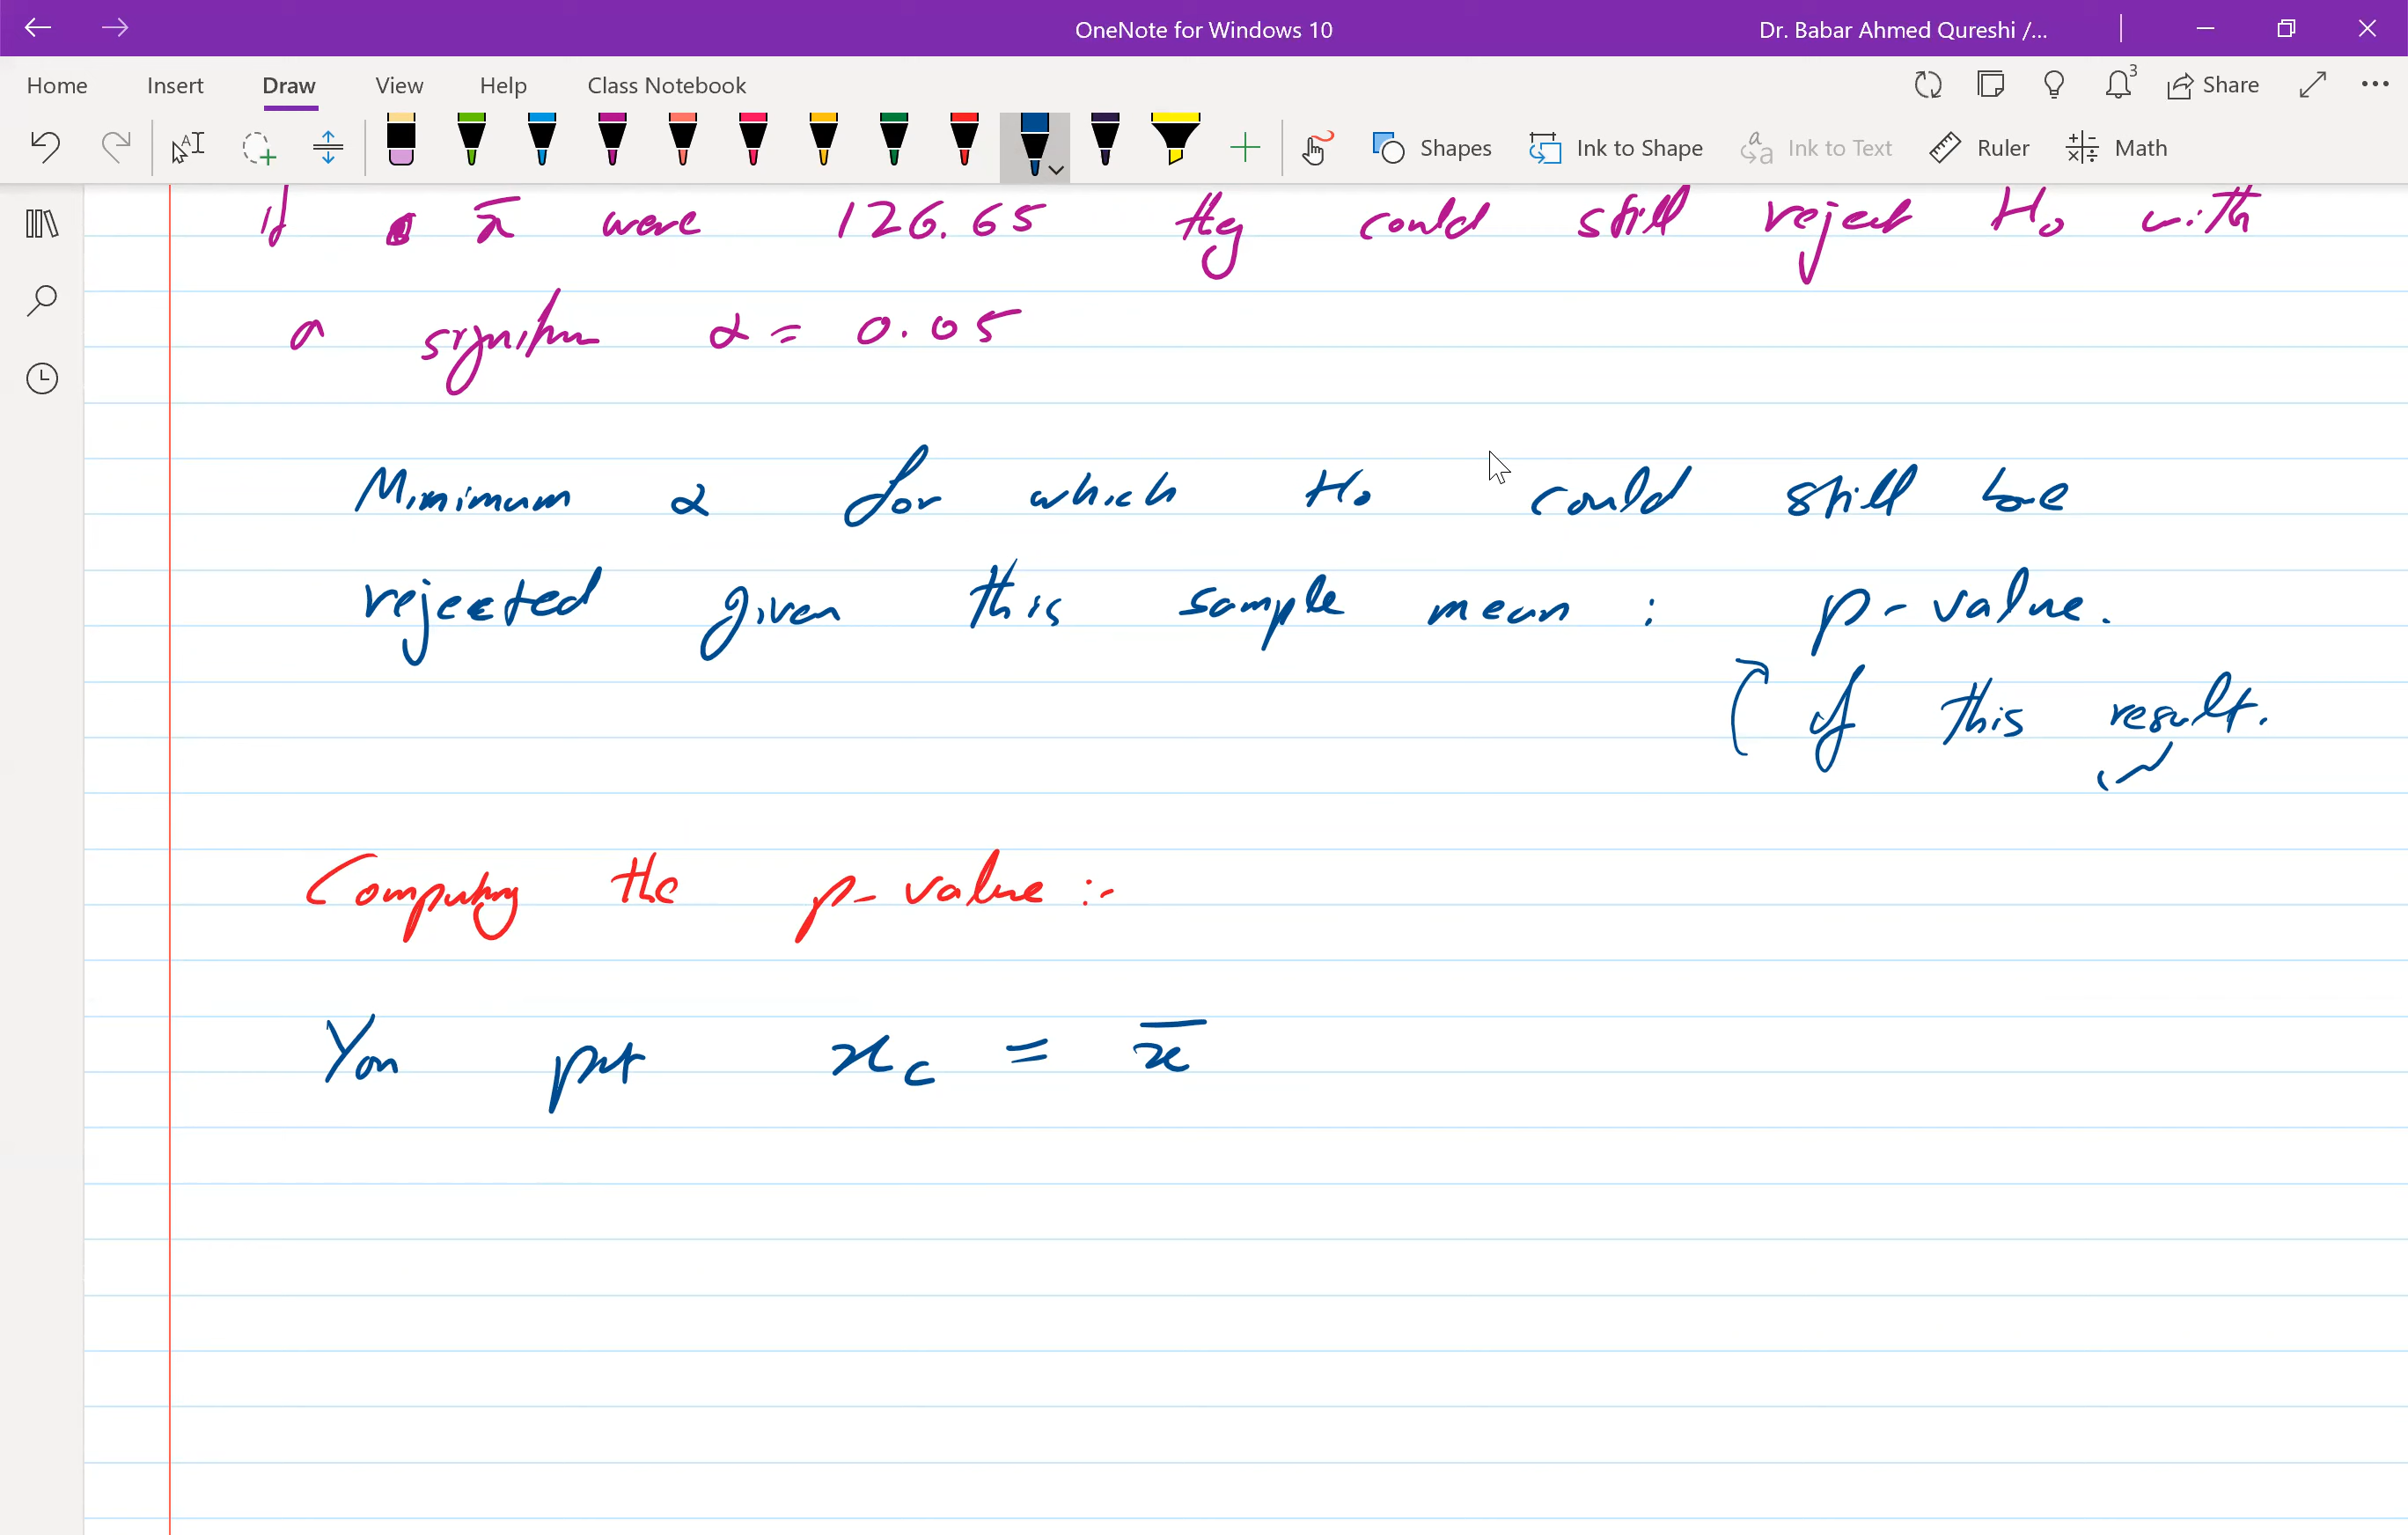 OneNote for Windows 10
Dr. Babar Ahmed Qureshi /...
Home Insert Draw View Help Class Notebook
3 Share
Shapes Ink to Shape Ink to Text Ruler Math
If x̄ were 126.65 they could still reject H₀ with
a α = 0.05
Minimum α for which H₀ could still be
rejected given this sample mean : p-value.
of this result.
Computing the p-value :-
You put x_c = x̄